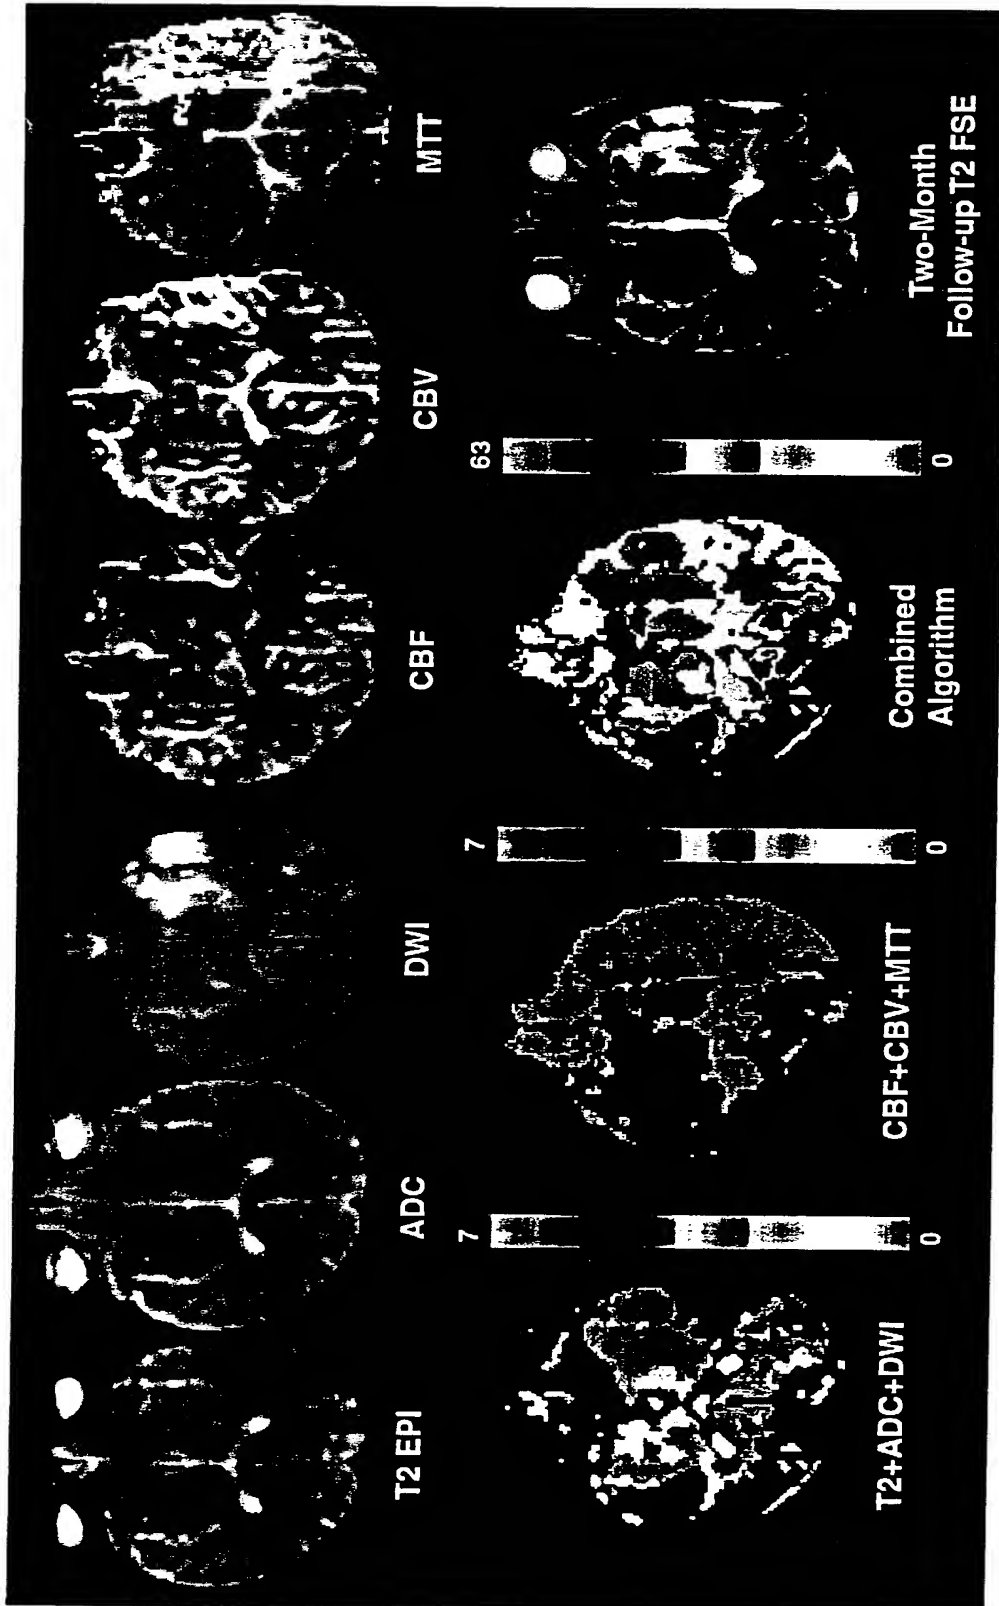 T2 EPI
ADC
DWI
CBF
CBV
MTT
T2+ADC+DWI
7
0
CBF+CBV+MTT
7
0
Combined
Algorithm
63
0
Two-Month
Follow-up T2 FSE